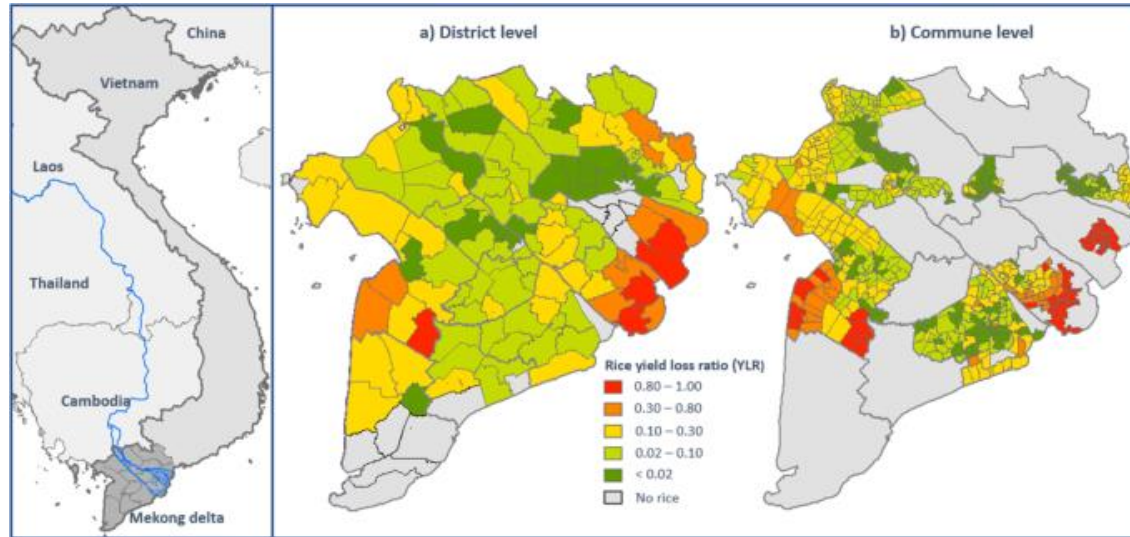 China
Vietnam
Laos
Thailand
Cambodia
Mekong delta
a) District level
b) Commune level
Rice yield loss ratio (YLR)
0.80 – 1.00
0.30 – 0.80
0.10 – 0.30
0.02 – 0.10
< 0.02
No rice